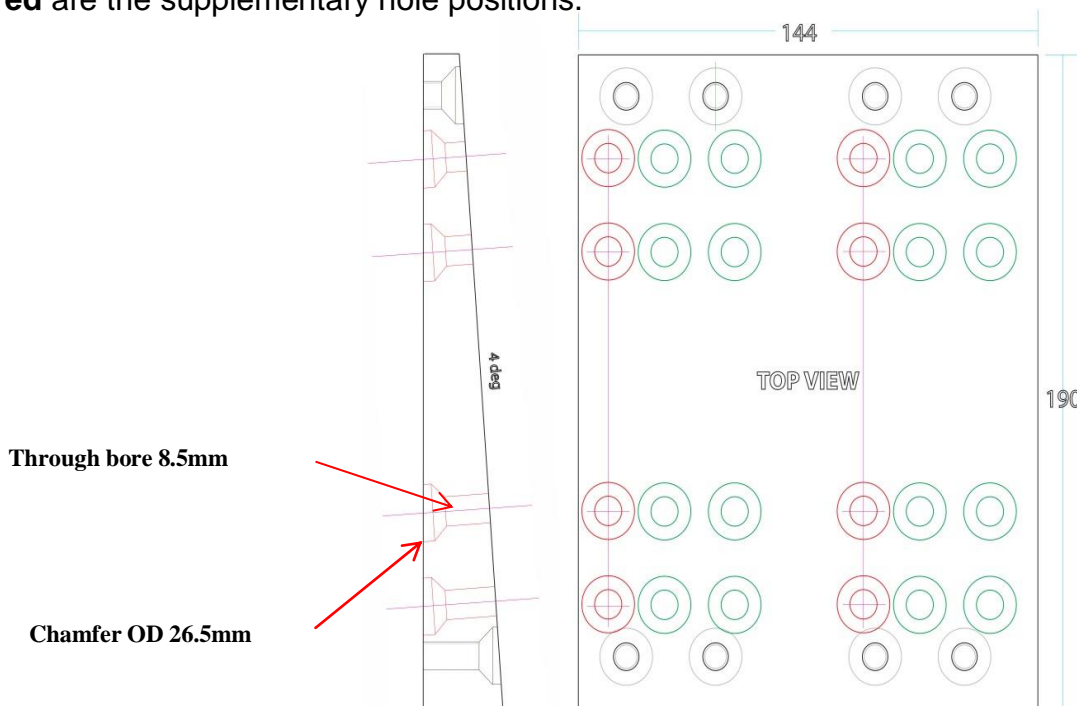 ed are the supplementary hole positions.
144
4 deg
TOP VIEW
190
Through bore 8.5mm
Chamfer OD 26.5mm